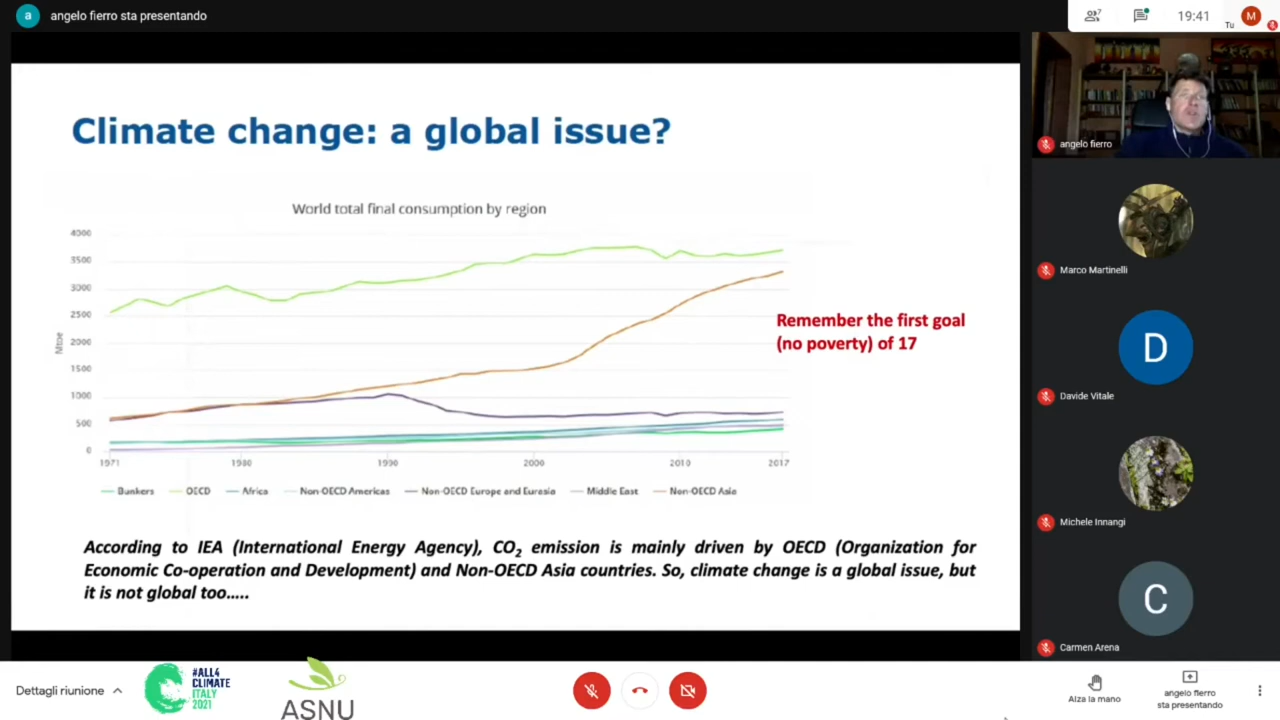 a angelo fierro sta presentando
7
19:41
Tu
M
Climate change: a global issue?
World total final consumption by region
Mtoe
4000
3500
3000
2500
2000
1500
1000
500
0
1971 1980 1990 2000 2010 2017
Bunkers OECD Africa Non-OECD Americas Non-OECD Europe and Eurasia Middle East Non-OECD Asia
Remember the first goal
(no poverty) of 17
According to IEA (International Energy Agency), CO₂ emission is mainly driven by OECD (Organization for
Economic Co-operation and Development) and Non-OECD Asia countries. So, climate change is a global issue, but
it is not global too.....
angelo fierro
Marco Martinelli
D
Davide Vitale
Michele Innangi
C
Carmen Arena
Dettagli riunione
#ALL4
CLIMATE
ITALY
2021
ASNU
Alza la mano
angelo fierro
sta presentando